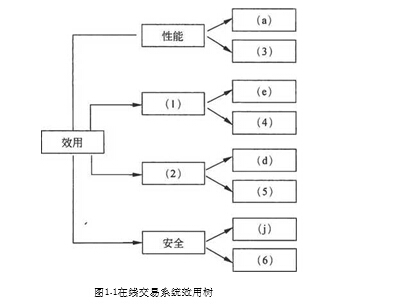 性能
(a)
(3)
(1)
(e)
(4)
效用
(2)
(d)
(5)
安全
(j)
(6)
图1-1在线交易系统效用树